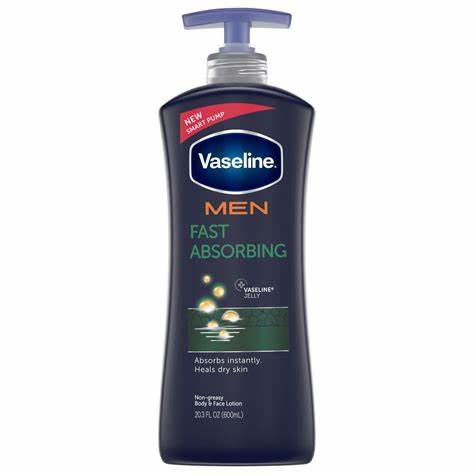 NEW
SMART PUMP
Vaseline®
MEN
FAST
ABSORBING
VASELINE®
JELLY
Absorbs instantly.
Heals dry skin
Non-greasy
Body & Face Lotion
20.3 FL OZ (600mL)